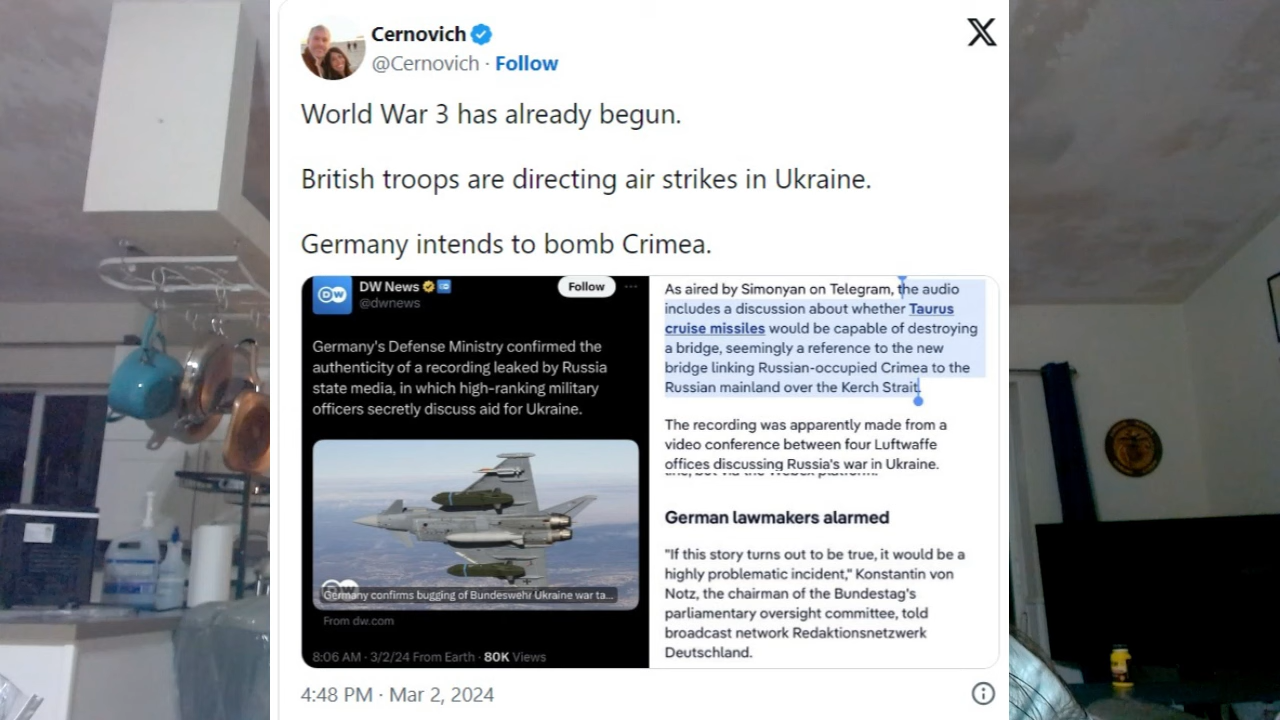 Cernovich
@Cernovich · Follow
World War 3 has already begun.
British troops are directing air strikes in Ukraine.
Germany intends to bomb Crimea.
DW News
@dwnews
Follow
Germany's Defense Ministry confirmed the
authenticity of a recording leaked by Russia
state media, in which high-ranking military
officers secretly discuss aid for Ukraine.
DW
Germany confirms bugging of Bundeswehr Ukraine war ta...
From dw.com
8:06 AM · 3/2/24 From Earth · 80K Views
As aired by Simonyan on Telegram, the audio
includes a discussion about whether Taurus
cruise missiles would be capable of destroying
a bridge, seemingly a reference to the new
bridge linking Russian-occupied Crimea to the
Russian mainland over the Kerch Strait.
The recording was apparently made from a
video conference between four Luftwaffe
offices discussing Russia's war in Ukraine.
German lawmakers alarmed
"If this story turns out to be true, it would be a
highly problematic incident," Konstantin von
Notz, the chairman of the Bundestag's
parliamentary oversight committee, told
broadcast network Redaktionsnetzwerk
Deutschland.
4:48 PM · Mar 2, 2024